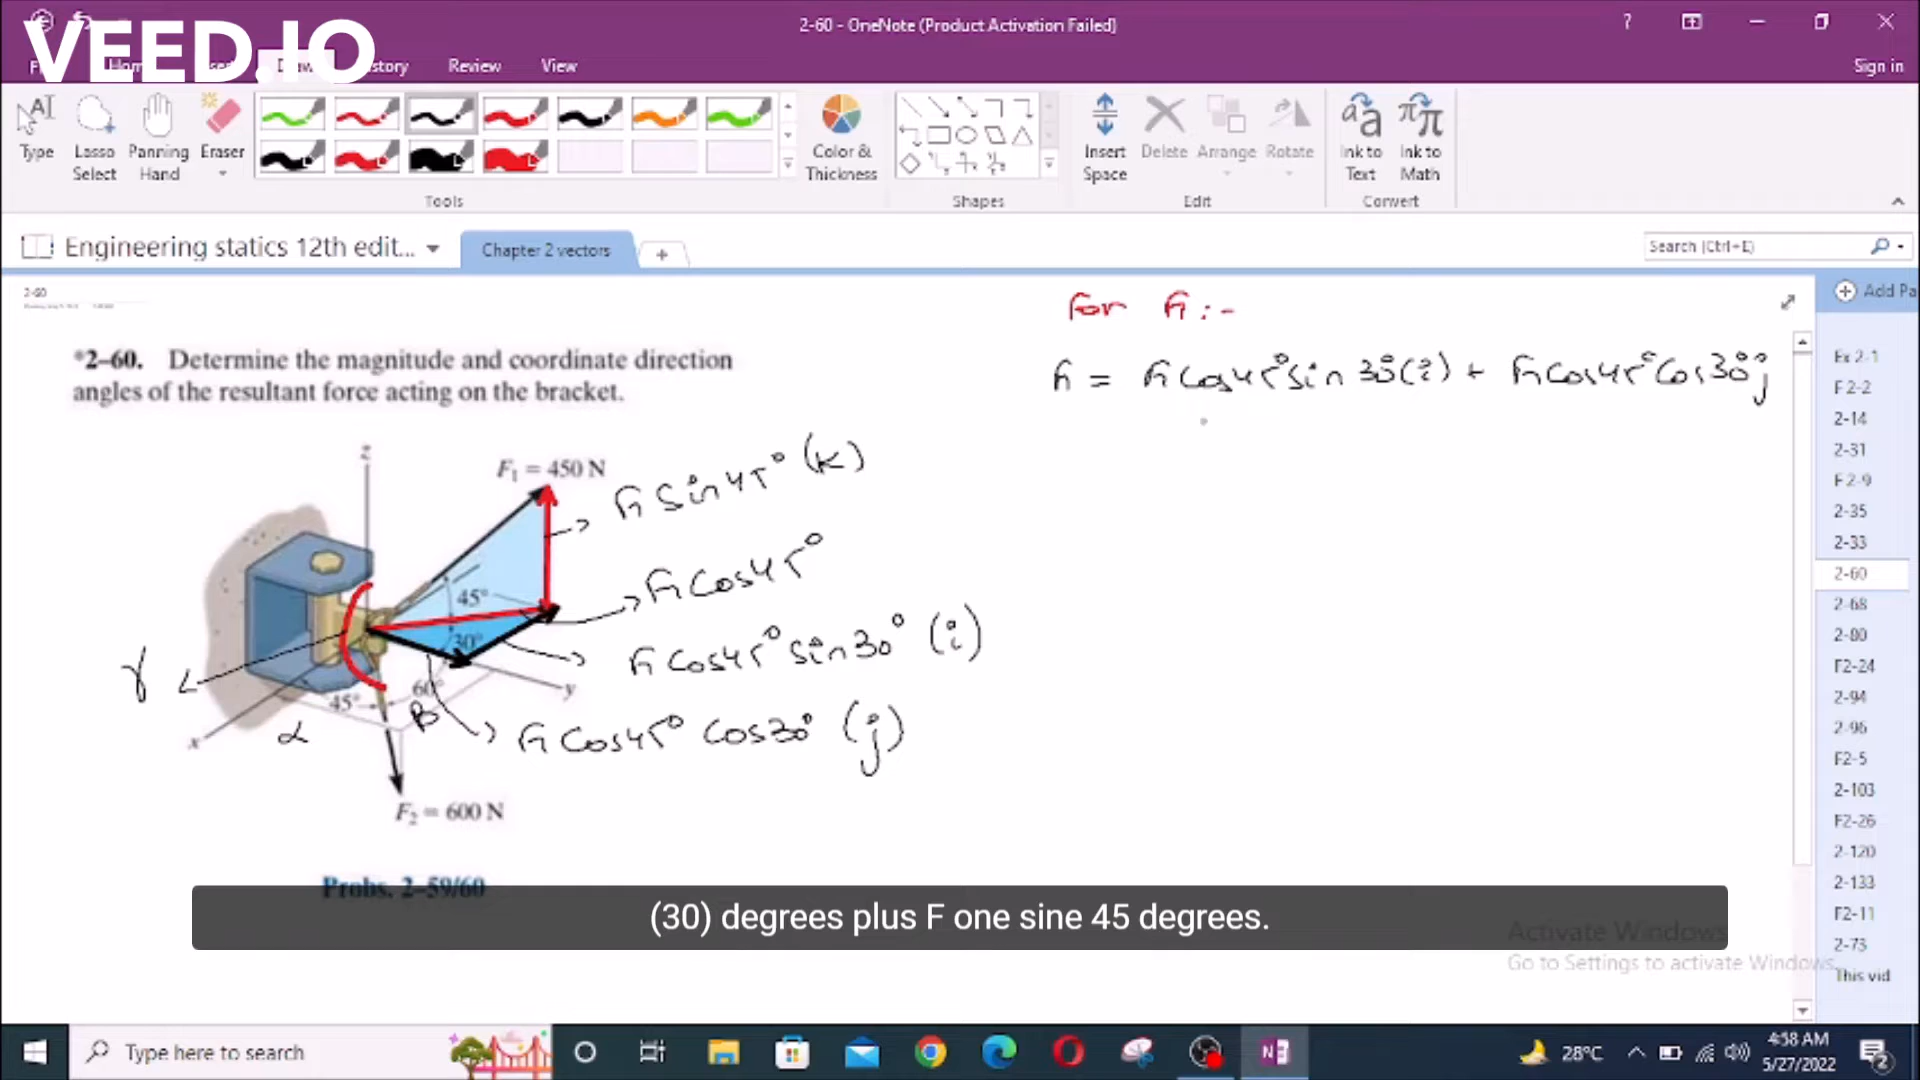 VEED.IO
2-60 - OneNote (Product Activation Failed)
?
History Review View
Sign in
Type
Lasso Select
Panning Hand
Eraser
Color & Thickness
Insert Space
Delete
Arrange
Rotate
Ink to Text
Ink to Math
Tools
Shapes
Edit
Convert
Engineering statics 12th edit...
Chapter 2 vectors
+
Search (Ctrl+E)
2-60
Add Pa
*2–60. Determine the magnitude and coordinate direction
angles of the resultant force acting on the bracket.
For F1 :-
F1 = F1 cos45° sin 30° (i) + F1 cos45° cos30° j
z
F1 = 450 N
F1 sin45° (k)
F1 cos45°
45°
30°
F1 cos45° sin30° (i)
γ
45°
60°
y
x
α
β
F1 cos45° cos30° (j)
F2 = 600 N
Probs. 2–59/60
(30) degrees plus F one sine 45 degrees.
Activate Windows
Go to Settings to activate Windows.
Ex 2-1
F 2-2
2-14
2-31
F 2-9
2-35
2-33
2-60
2-68
2-80
F2-24
2-94
2-96
F2-5
2-103
F2-26
2-120
2-133
F2-11
2-73
This vid
Type here to search
28°C
4:58 AM
5/27/2022
2